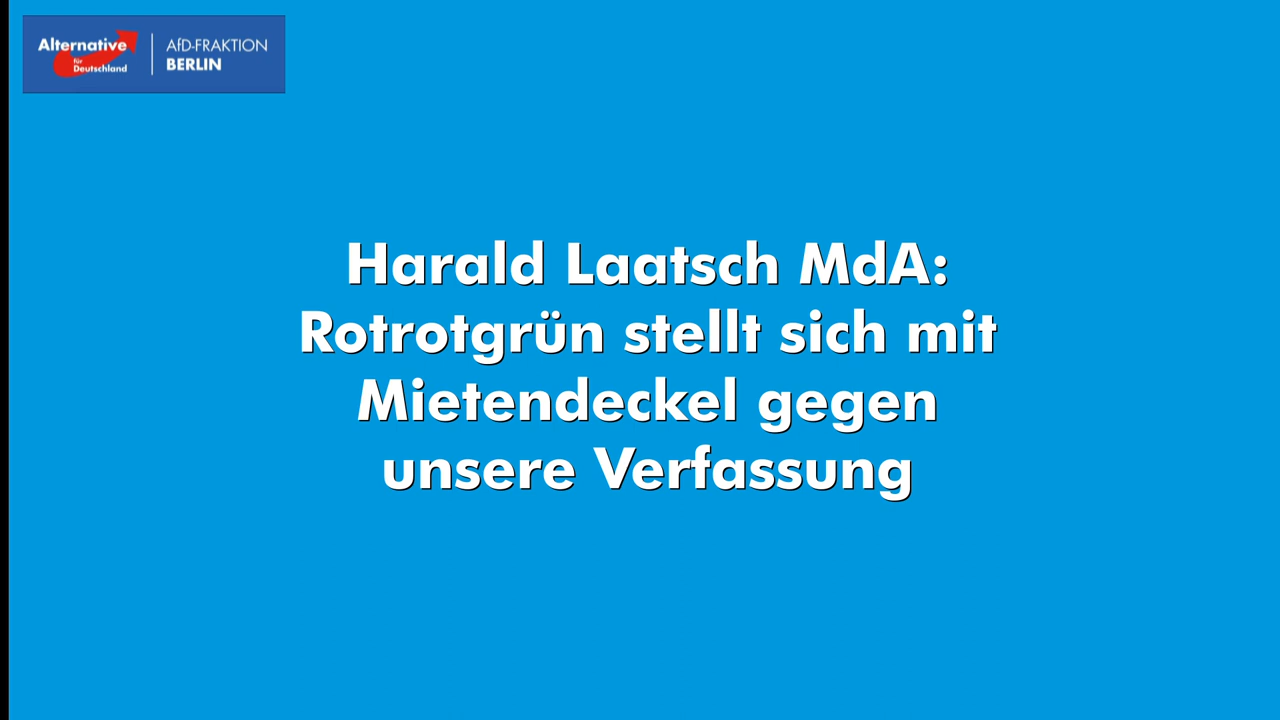 Alternative
für
Deutschland
AfD-FRAKTION
BERLIN
Harald Laatsch MdA:
Rotrotgrün stellt sich mit
Mietendeckel gegen
unsere Verfassung